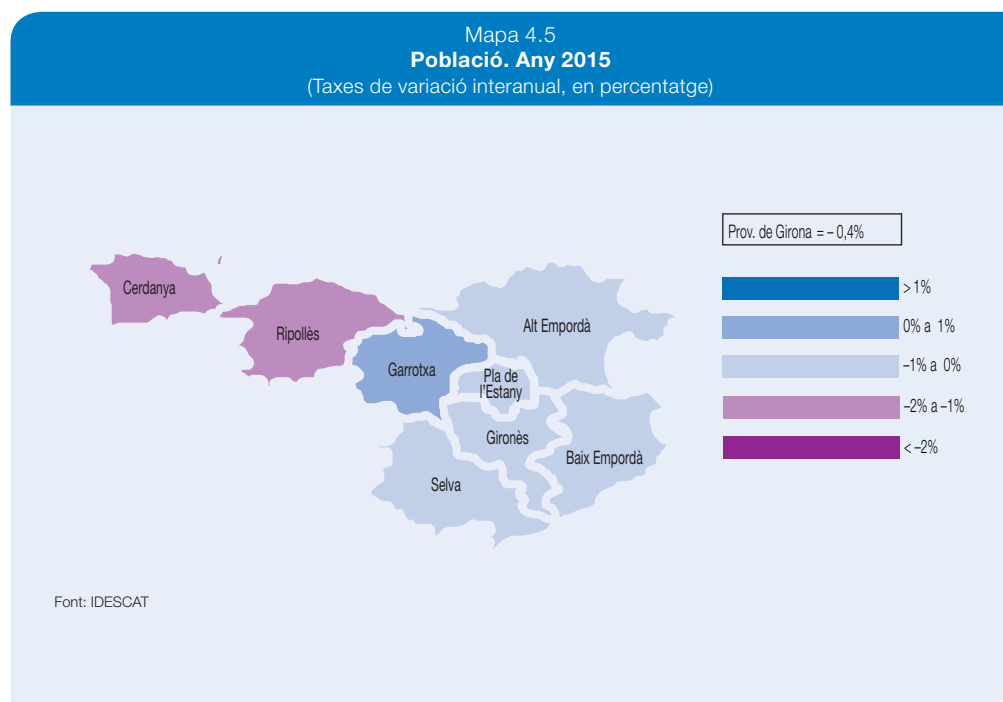 Mapa 4.5
Població. Any 2015
(Taxes de variació interanual, en percentatge)
Prov. de Girona = – 0,4%
> 1%
0% a 1%
–1% a 0%
–2% a –1%
< –2%
Cerdanya
Ripollès
Garrotxa
Alt Empordà
Pla de
l'Estany
Gironès
Baix Empordà
Selva
Font: IDESCAT